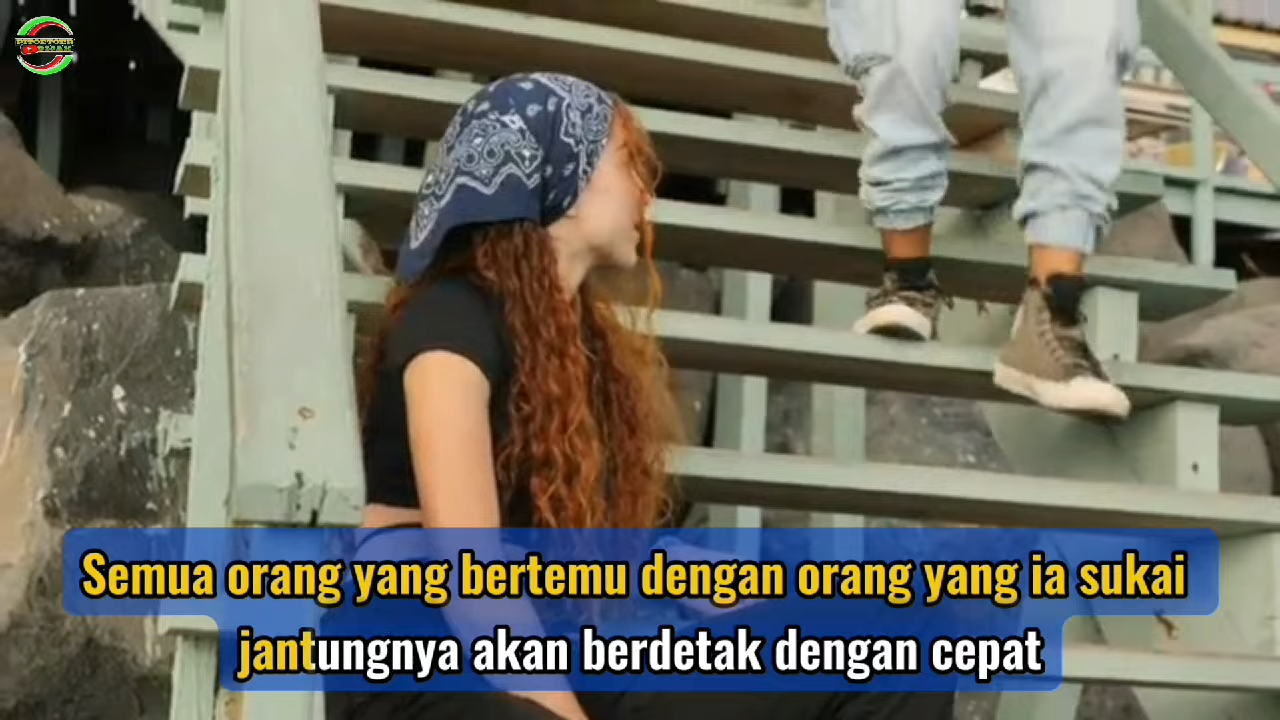 Semua orang yang bertemu dengan orang yang ia sukai
jantungnya akan berdetak dengan cepat